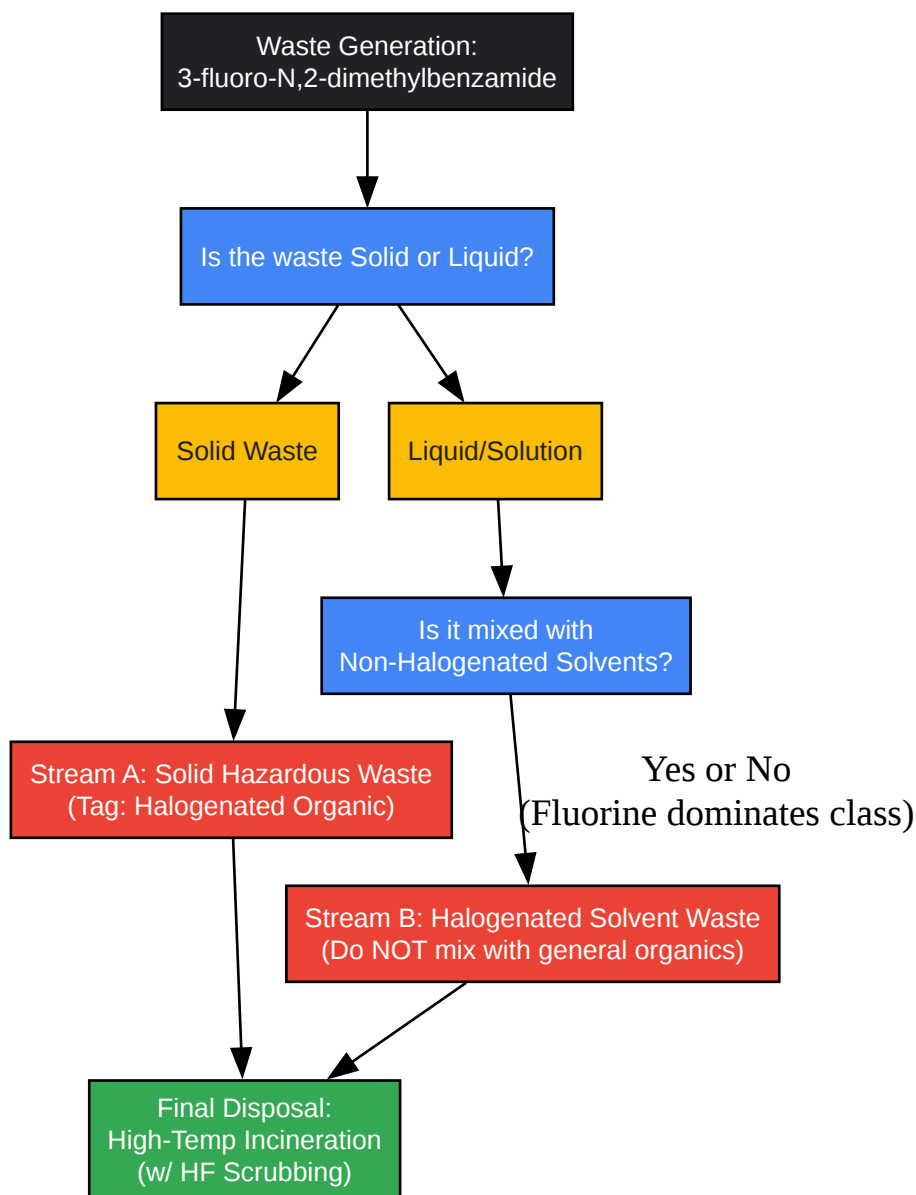 Waste Generation:
3-fluoro-N,2-dimethylbenzamide
Is the waste Solid or Liquid?
Solid Waste
Liquid/Solution
Is it mixed with
Non-Halogenated Solvents?
Stream A: Solid Hazardous Waste
(Tag: Halogenated Organic)
Yes or No
(Fluorine dominates class)
Stream B: Halogenated Solvent Waste
(Do NOT mix with general organics)
Final Disposal:
High-Temp Incineration
(w/ HF Scrubbing)